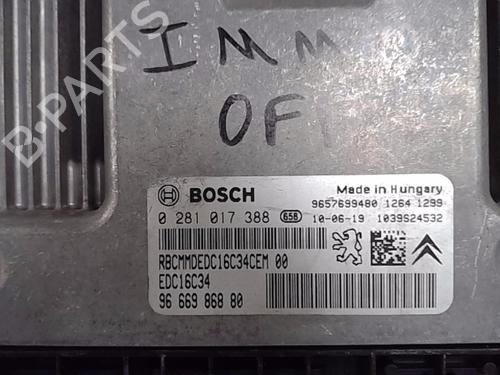 IMM
OF
B-PARTS
BOSCH
Made in Hungary
9657699480 1264 1299
0 281 017 388 658 10-06-19 1039S24532
RBCMMDEDC16C34CEM 00
EDC16C34
96 669 868 80